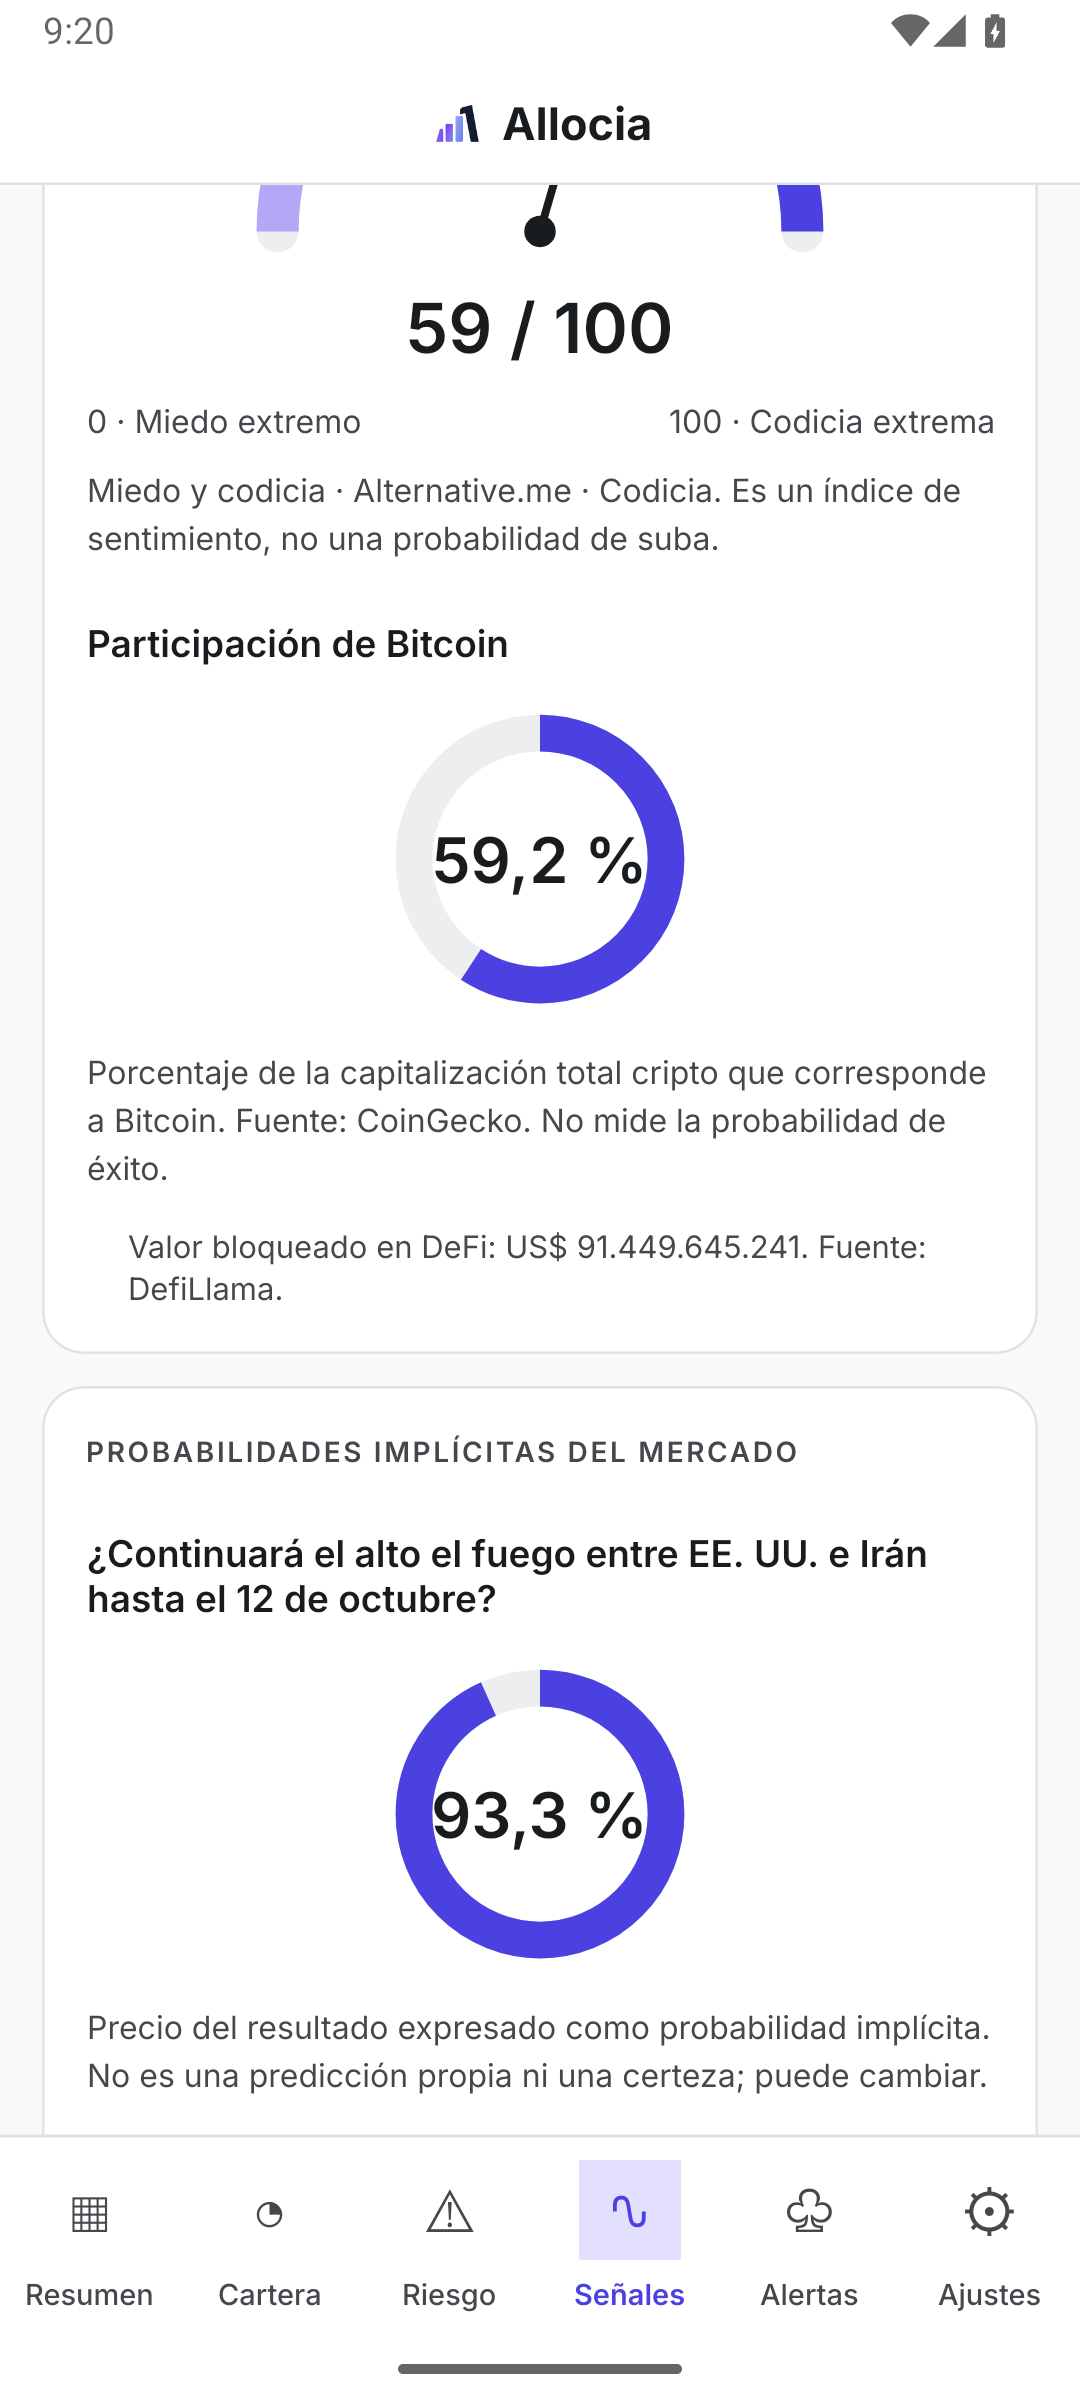 9:20
Allocia
59 / 100
0 · Miedo extremo
100 · Codicia extrema
Miedo y codicia · Alternative.me · Codicia. Es un índice de
sentimiento, no una probabilidad de suba.
Participación de Bitcoin
59,2 %
Porcentaje de la capitalización total cripto que corresponde
a Bitcoin. Fuente: CoinGecko. No mide la probabilidad de
éxito.
Valor bloqueado en DeFi: US$ 91.449.645.241. Fuente:
DefiLlama.
PROBABILIDADES IMPLÍCITAS DEL MERCADO
¿Continuará el alto el fuego entre EE. UU. e Irán
hasta el 12 de octubre?
93,3 %
Precio del resultado expresado como probabilidad implícita.
No es una predicción propia ni una certeza; puede cambiar.
Resumen
Cartera
Riesgo
Señales
Alertas
Ajustes